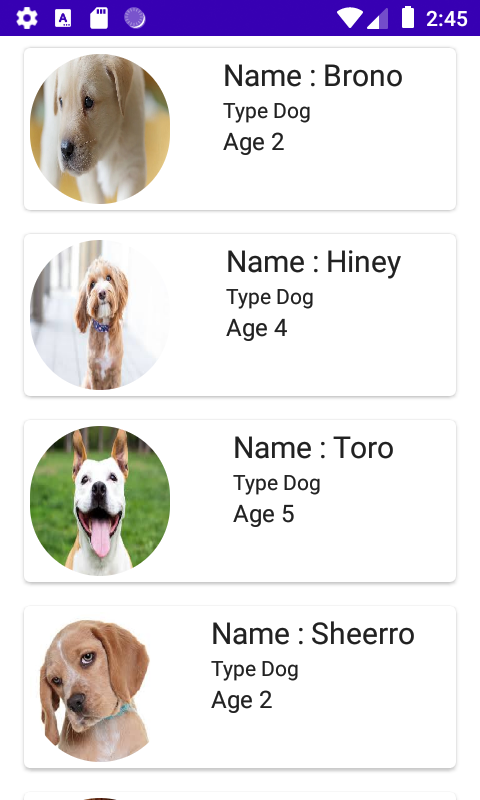 2:45
Name : Brono
Type Dog
Age 2
Name : Hiney
Type Dog
Age 4
Name : Toro
Type Dog
Age 5
Name : Sheerro
Type Dog
Age 2